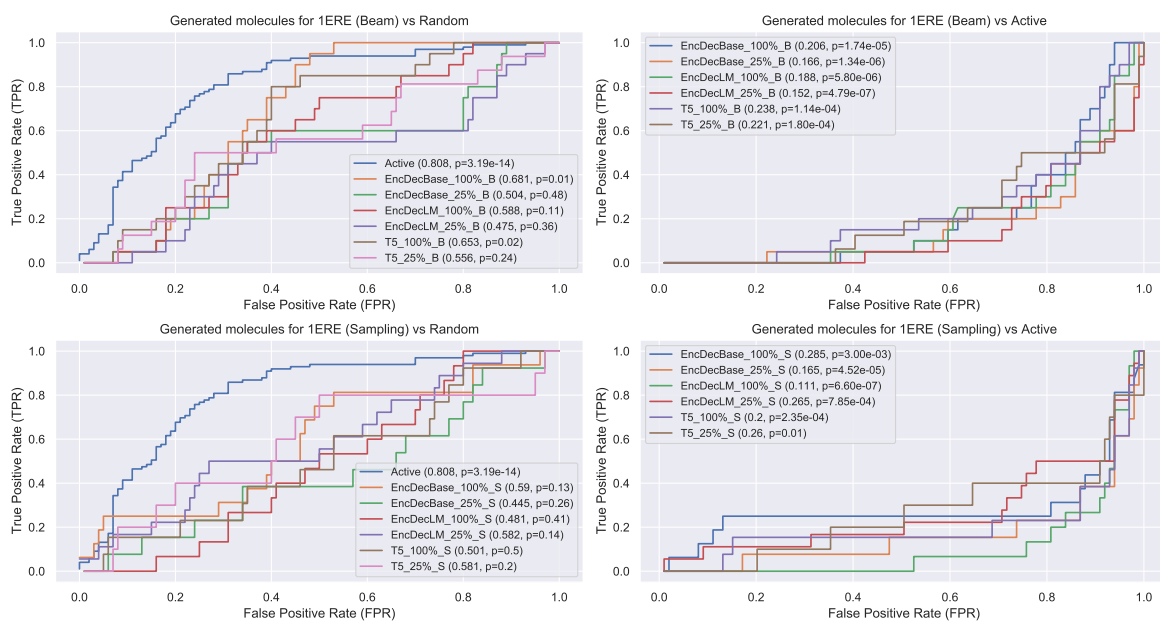 Generated molecules for 1ERE (Beam) vs Random
True Positive Rate (TPR)
1.0
0.8
0.6
0.4
0.2
0.0
Active (0.808, p=3.19e-14)
EncDecBase_100%_B (0.681, p=0.01)
EncDecBase_25%_B (0.504, p=0.48)
EncDecLM_100%_B (0.588, p=0.11)
EncDecLM_25%_B (0.475, p=0.36)
T5_100%_B (0.653, p=0.02)
T5_25%_B (0.556, p=0.24)
0.0 0.2 0.4 0.6 0.8 1.0
False Positive Rate (FPR)
Generated molecules for 1ERE (Beam) vs Active
True Positive Rate (TPR)
1.0
0.8
0.6
0.4
0.2
0.0
EncDecBase_100%_B (0.206, p=1.74e-05)
EncDecBase_25%_B (0.166, p=1.34e-06)
EncDecLM_100%_B (0.188, p=5.80e-06)
EncDecLM_25%_B (0.152, p=4.79e-07)
T5_100%_B (0.238, p=1.14e-04)
T5_25%_B (0.221, p=1.80e-04)
0.0 0.2 0.4 0.6 0.8 1.0
False Positive Rate (FPR)
Generated molecules for 1ERE (Sampling) vs Random
True Positive Rate (TPR)
1.0
0.8
0.6
0.4
0.2
0.0
Active (0.808, p=3.19e-14)
EncDecBase_100%_S (0.59, p=0.13)
EncDecBase_25%_S (0.445, p=0.26)
EncDecLM_100%_S (0.481, p=0.41)
EncDecLM_25%_S (0.582, p=0.14)
T5_100%_S (0.501, p=0.5)
T5_25%_S (0.581, p=0.2)
0.0 0.2 0.4 0.6 0.8 1.0
False Positive Rate (FPR)
Generated molecules for 1ERE (Sampling) vs Active
True Positive Rate (TPR)
1.0
0.8
0.6
0.4
0.2
0.0
EncDecBase_100%_S (0.285, p=3.00e-03)
EncDecBase_25%_S (0.165, p=4.52e-05)
EncDecLM_100%_S (0.111, p=6.60e-07)
EncDecLM_25%_S (0.265, p=7.85e-04)
T5_100%_S (0.2, p=2.35e-04)
T5_25%_S (0.26, p=0.01)
0.0 0.2 0.4 0.6 0.8 1.0
False Positive Rate (FPR)